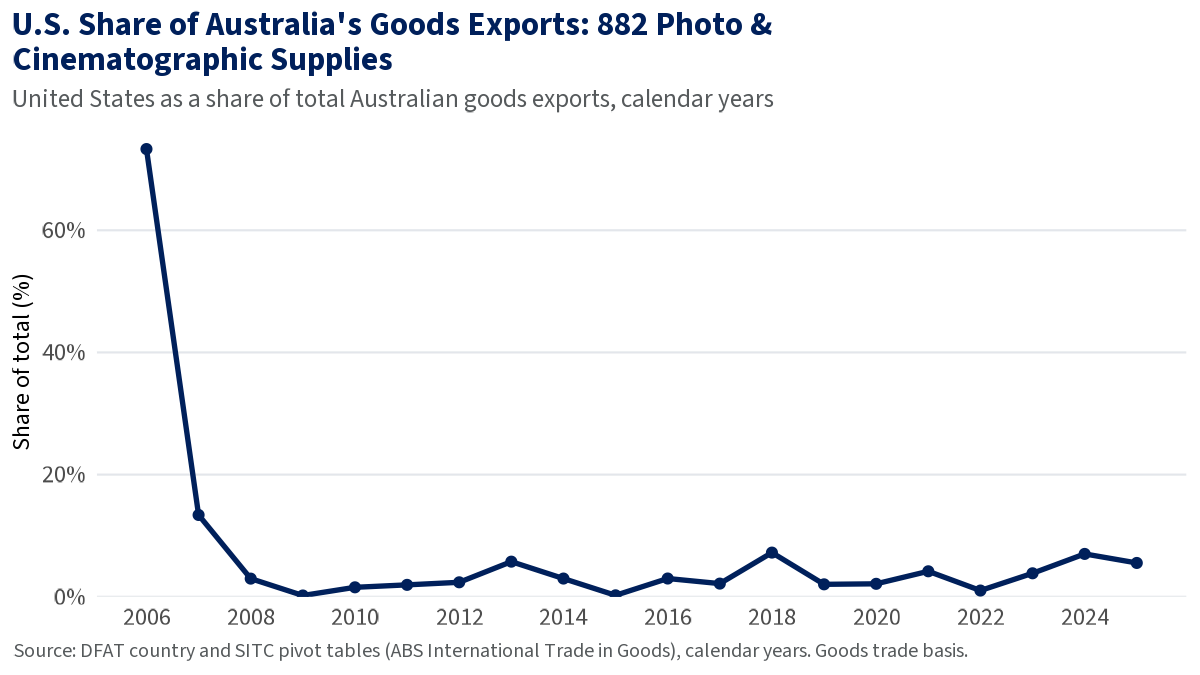 U.S. Share of Australia's Goods Exports: 882 Photo &
Cinematographic Supplies
United States as a share of total Australian goods exports, calendar years
Share of total (%)
60%
40%
20%
0%
2006 2008 2010 2012 2014 2016 2018 2020 2022 2024
Source: DFAT country and SITC pivot tables (ABS International Trade in Goods), calendar years. Goods trade basis.